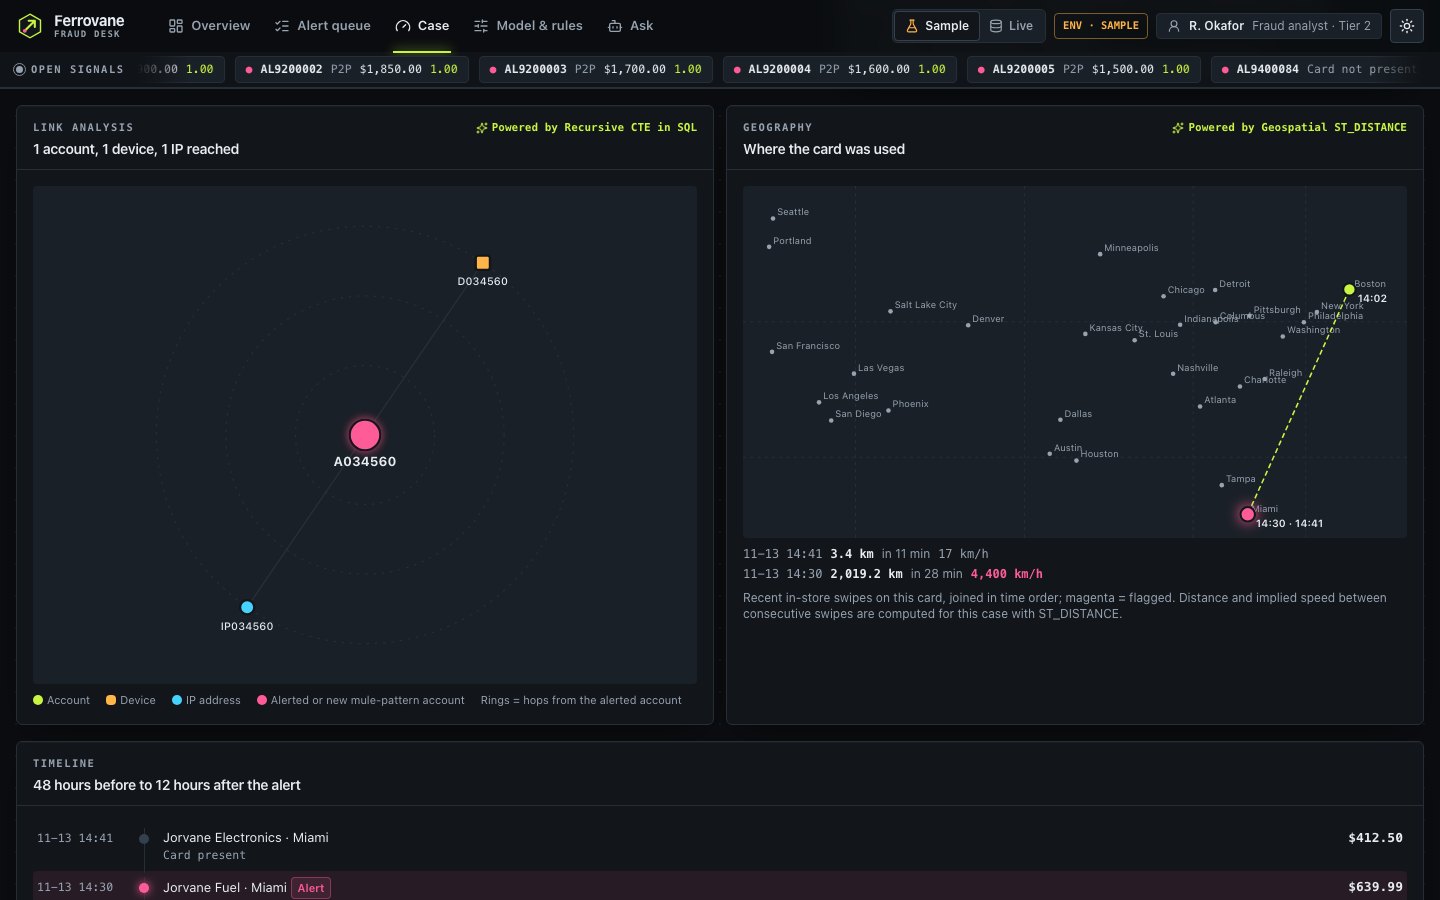 Ferrovane
FRAUD DESK
Overview
Alert queue
Case
Model & rules
Ask
Sample
Live
ENV · SAMPLE
R. Okafor Fraud analyst · Tier 2
OPEN SIGNALS
00.00 1.00
AL9200002 P2P $1,850.00 1.00
AL9200003 P2P $1,700.00 1.00
AL9200004 P2P $1,600.00 1.00
AL9200005 P2P $1,500.00 1.00
AL9400084 Card not present
LINK ANALYSIS
Powered by Recursive CTE in SQL
1 account, 1 device, 1 IP reached
D034560
A034560
IP034560
Account
Device
IP address
Alerted or new mule-pattern account
Rings = hops from the alerted account
GEOGRAPHY
Powered by Geospatial ST_DISTANCE
Where the card was used
Seattle
Portland
Minneapolis
Chicago
Detroit
Boston
14:02
Salt Lake City
Denver
Kansas City
St. Louis
Indianapolis
Columbus
Pittsburgh
New York
Philadelphia
Washington
San Francisco
Las Vegas
Nashville
Charlotte
Raleigh
Los Angeles
San Diego
Phoenix
Dallas
Atlanta
Austin
Houston
Tampa
Miami
14:30 · 14:41
11-13 14:41 3.4 km in 11 min 17 km/h
11-13 14:30 2,019.2 km in 28 min 4,400 km/h
Recent in-store swipes on this card, joined in time order; magenta = flagged. Distance and implied speed between
consecutive swipes are computed for this case with ST_DISTANCE.
TIMELINE
48 hours before to 12 hours after the alert
11-13 14:41
Jorvane Electronics · Miami
$412.50
Card present
11-13 14:30
Jorvane Fuel · Miami Alert
$639.99